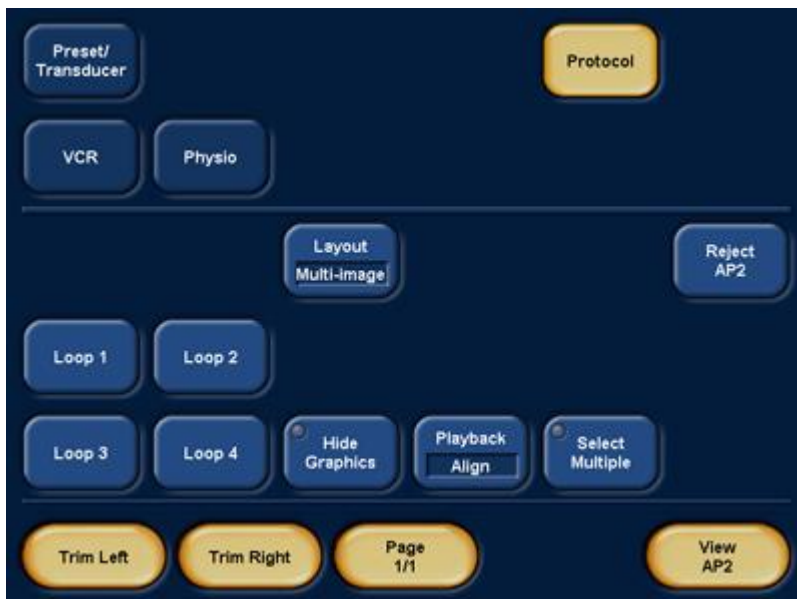 Preset/
Transducer
Protocol
VCR
Physio
Layout
Multi-image
Reject
AP2
Loop 1
Loop 2
Loop 3
Loop 4
Hide
Graphics
Playback
Align
Select
Multiple
Trim Left
Trim Right
Page
1/1
View
AP2